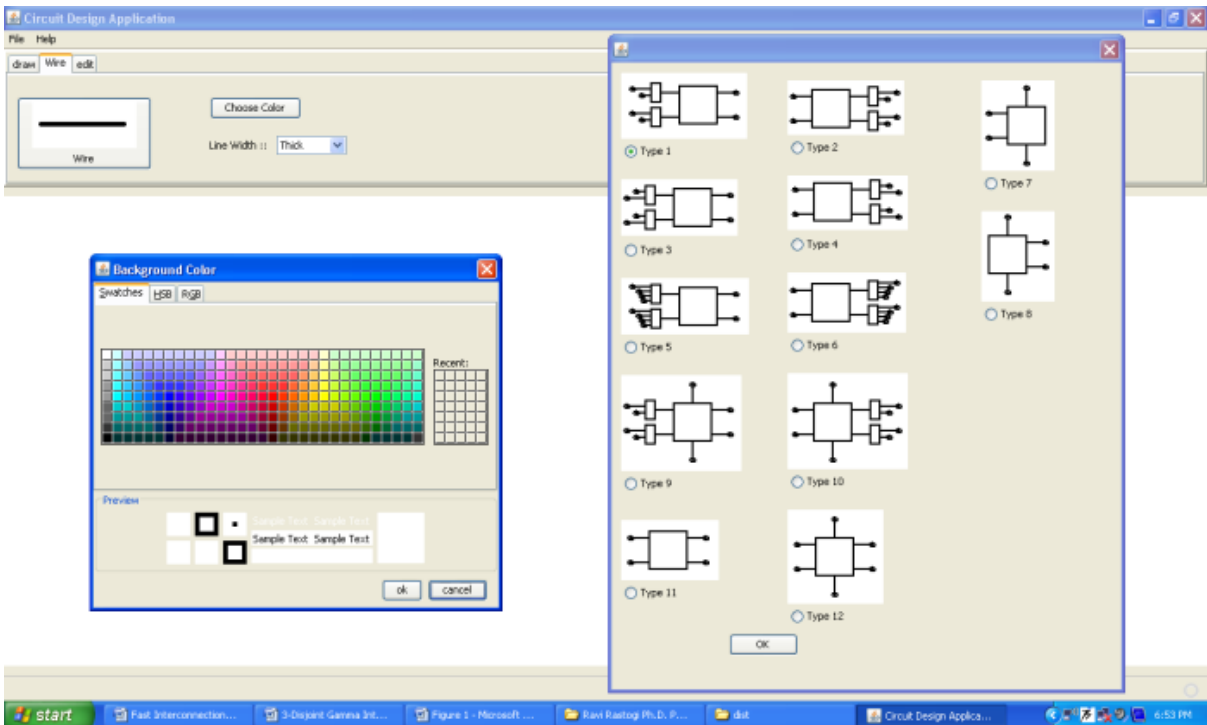 Circuit Design Application
File Help
draw Wire edit
Choose Color
Line Width :: Thick
Wire
Background Color
Swatches HSB RGB
Recent:
Preview
Sample Text Sample Text
Sample Text Sample Text
ok cancel
Type 1
Type 2
Type 7
Type 3
Type 4
Type 8
Type 5
Type 6
Type 9
Type 10
Type 11
Type 12
OK
start Fast Interconnection... 3-Disjoint Gamma Int... Figure 1 - Microsoft ... Ravi Rastogi Ph.D. P... dist Circuit Design Applica... 6:53 PM